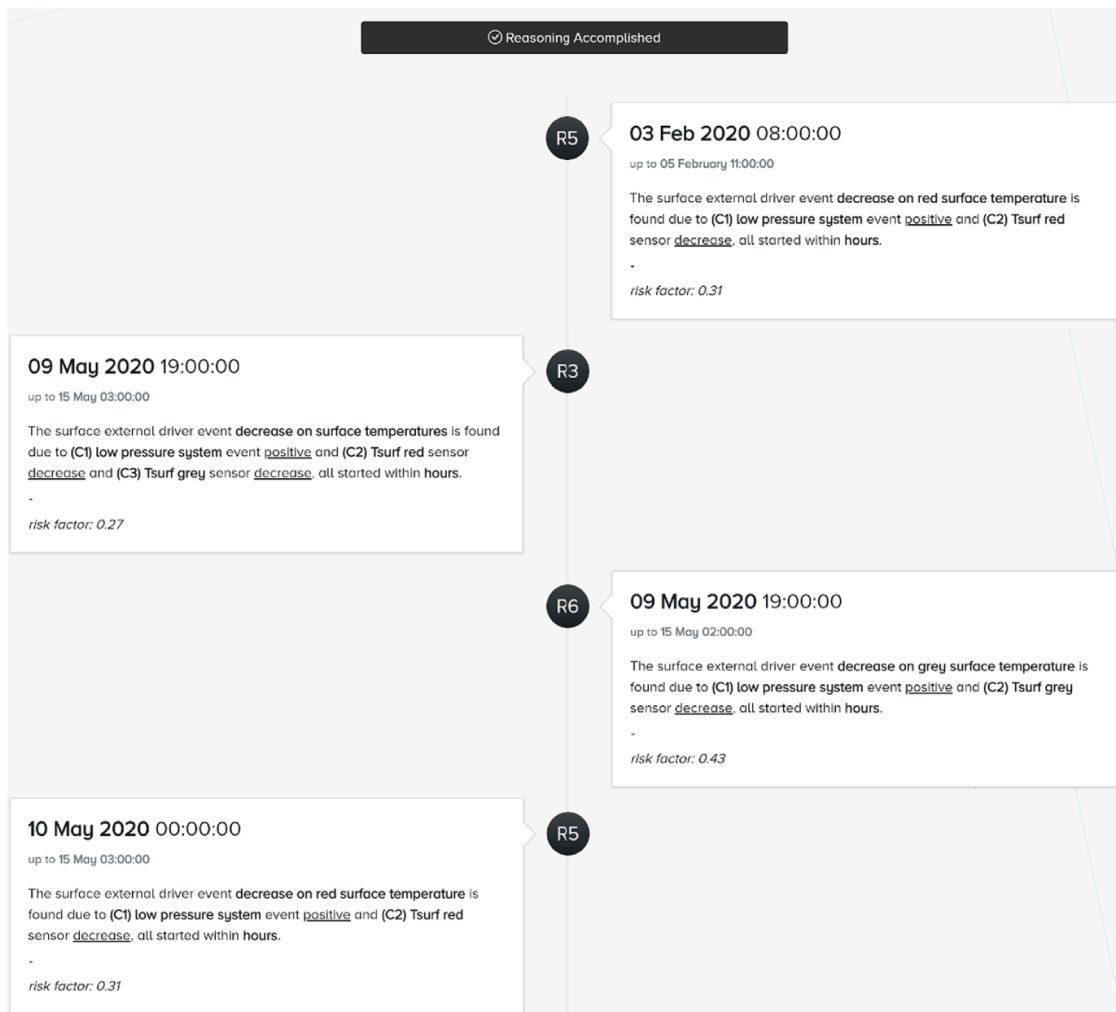 Reasoning Accomplished
R5
03 Feb 2020 08:00:00
up to 05 February 11:00:00
The surface external driver event decrease on red surface temperature is
found due to (C1) low pressure system event positive and (C2) Tsurf red
sensor decrease, all started within hours.
-
risk factor: 0.31
R3
09 May 2020 19:00:00
up to 15 May 03:00:00
The surface external driver event decrease on surface temperatures is found
due to (C1) low pressure system event positive and (C2) Tsurf red sensor
decrease and (C3) Tsurf grey sensor decrease, all started within hours.
-
risk factor: 0.27
R6
09 May 2020 19:00:00
up to 15 May 02:00:00
The surface external driver event decrease on grey surface temperature is
found due to (C1) low pressure system event positive and (C2) Tsurf grey
sensor decrease, all started within hours.
-
risk factor: 0.43
R5
10 May 2020 00:00:00
up to 15 May 03:00:00
The surface external driver event decrease on red surface temperature is
found due to (C1) low pressure system event positive and (C2) Tsurf red
sensor decrease, all started within hours.
-
risk factor: 0.31